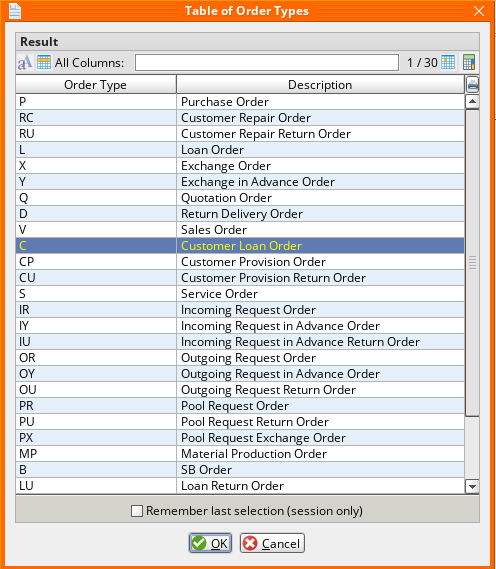 Table of Order Types
Result
All Columns: 1 / 30
Order Type Description
P Purchase Order
RC Customer Repair Order
RU Customer Repair Return Order
L Loan Order
X Exchange Order
Y Exchange in Advance Order
Q Quotation Order
D Return Delivery Order
V Sales Order
C Customer Loan Order
CP Customer Provision Order
CU Customer Provision Return Order
S Service Order
IR Incoming Request Order
IY Incoming Request in Advance Order
IU Incoming Request in Advance Return Order
OR Outgoing Request Order
OY Outgoing Request in Advance Order
OU Outgoing Request Return Order
PR Pool Request Order
PU Pool Request Return Order
PX Pool Request Exchange Order
MP Material Production Order
B SB Order
LU Loan Return Order
Remember last selection (session only)
OK Cancel